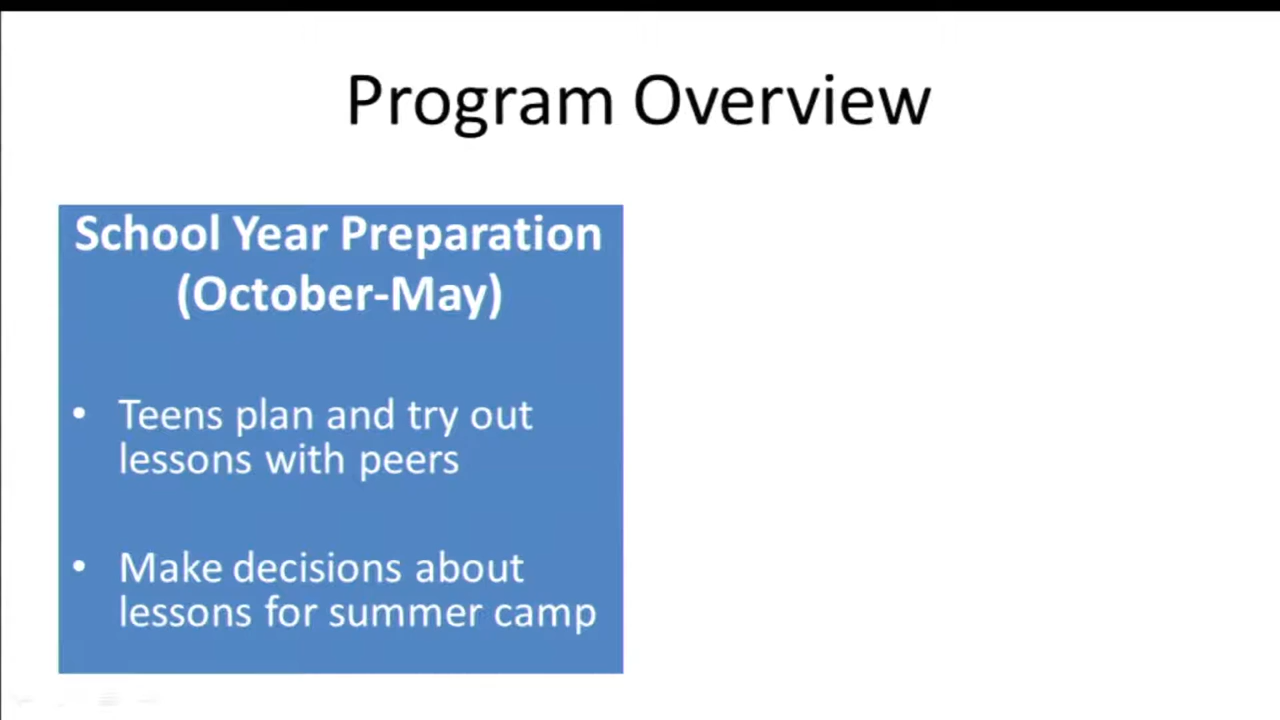 Program Overview
School Year Preparation
(October-May)
• Teens plan and try out
lessons with peers
• Make decisions about
lessons for summer camp